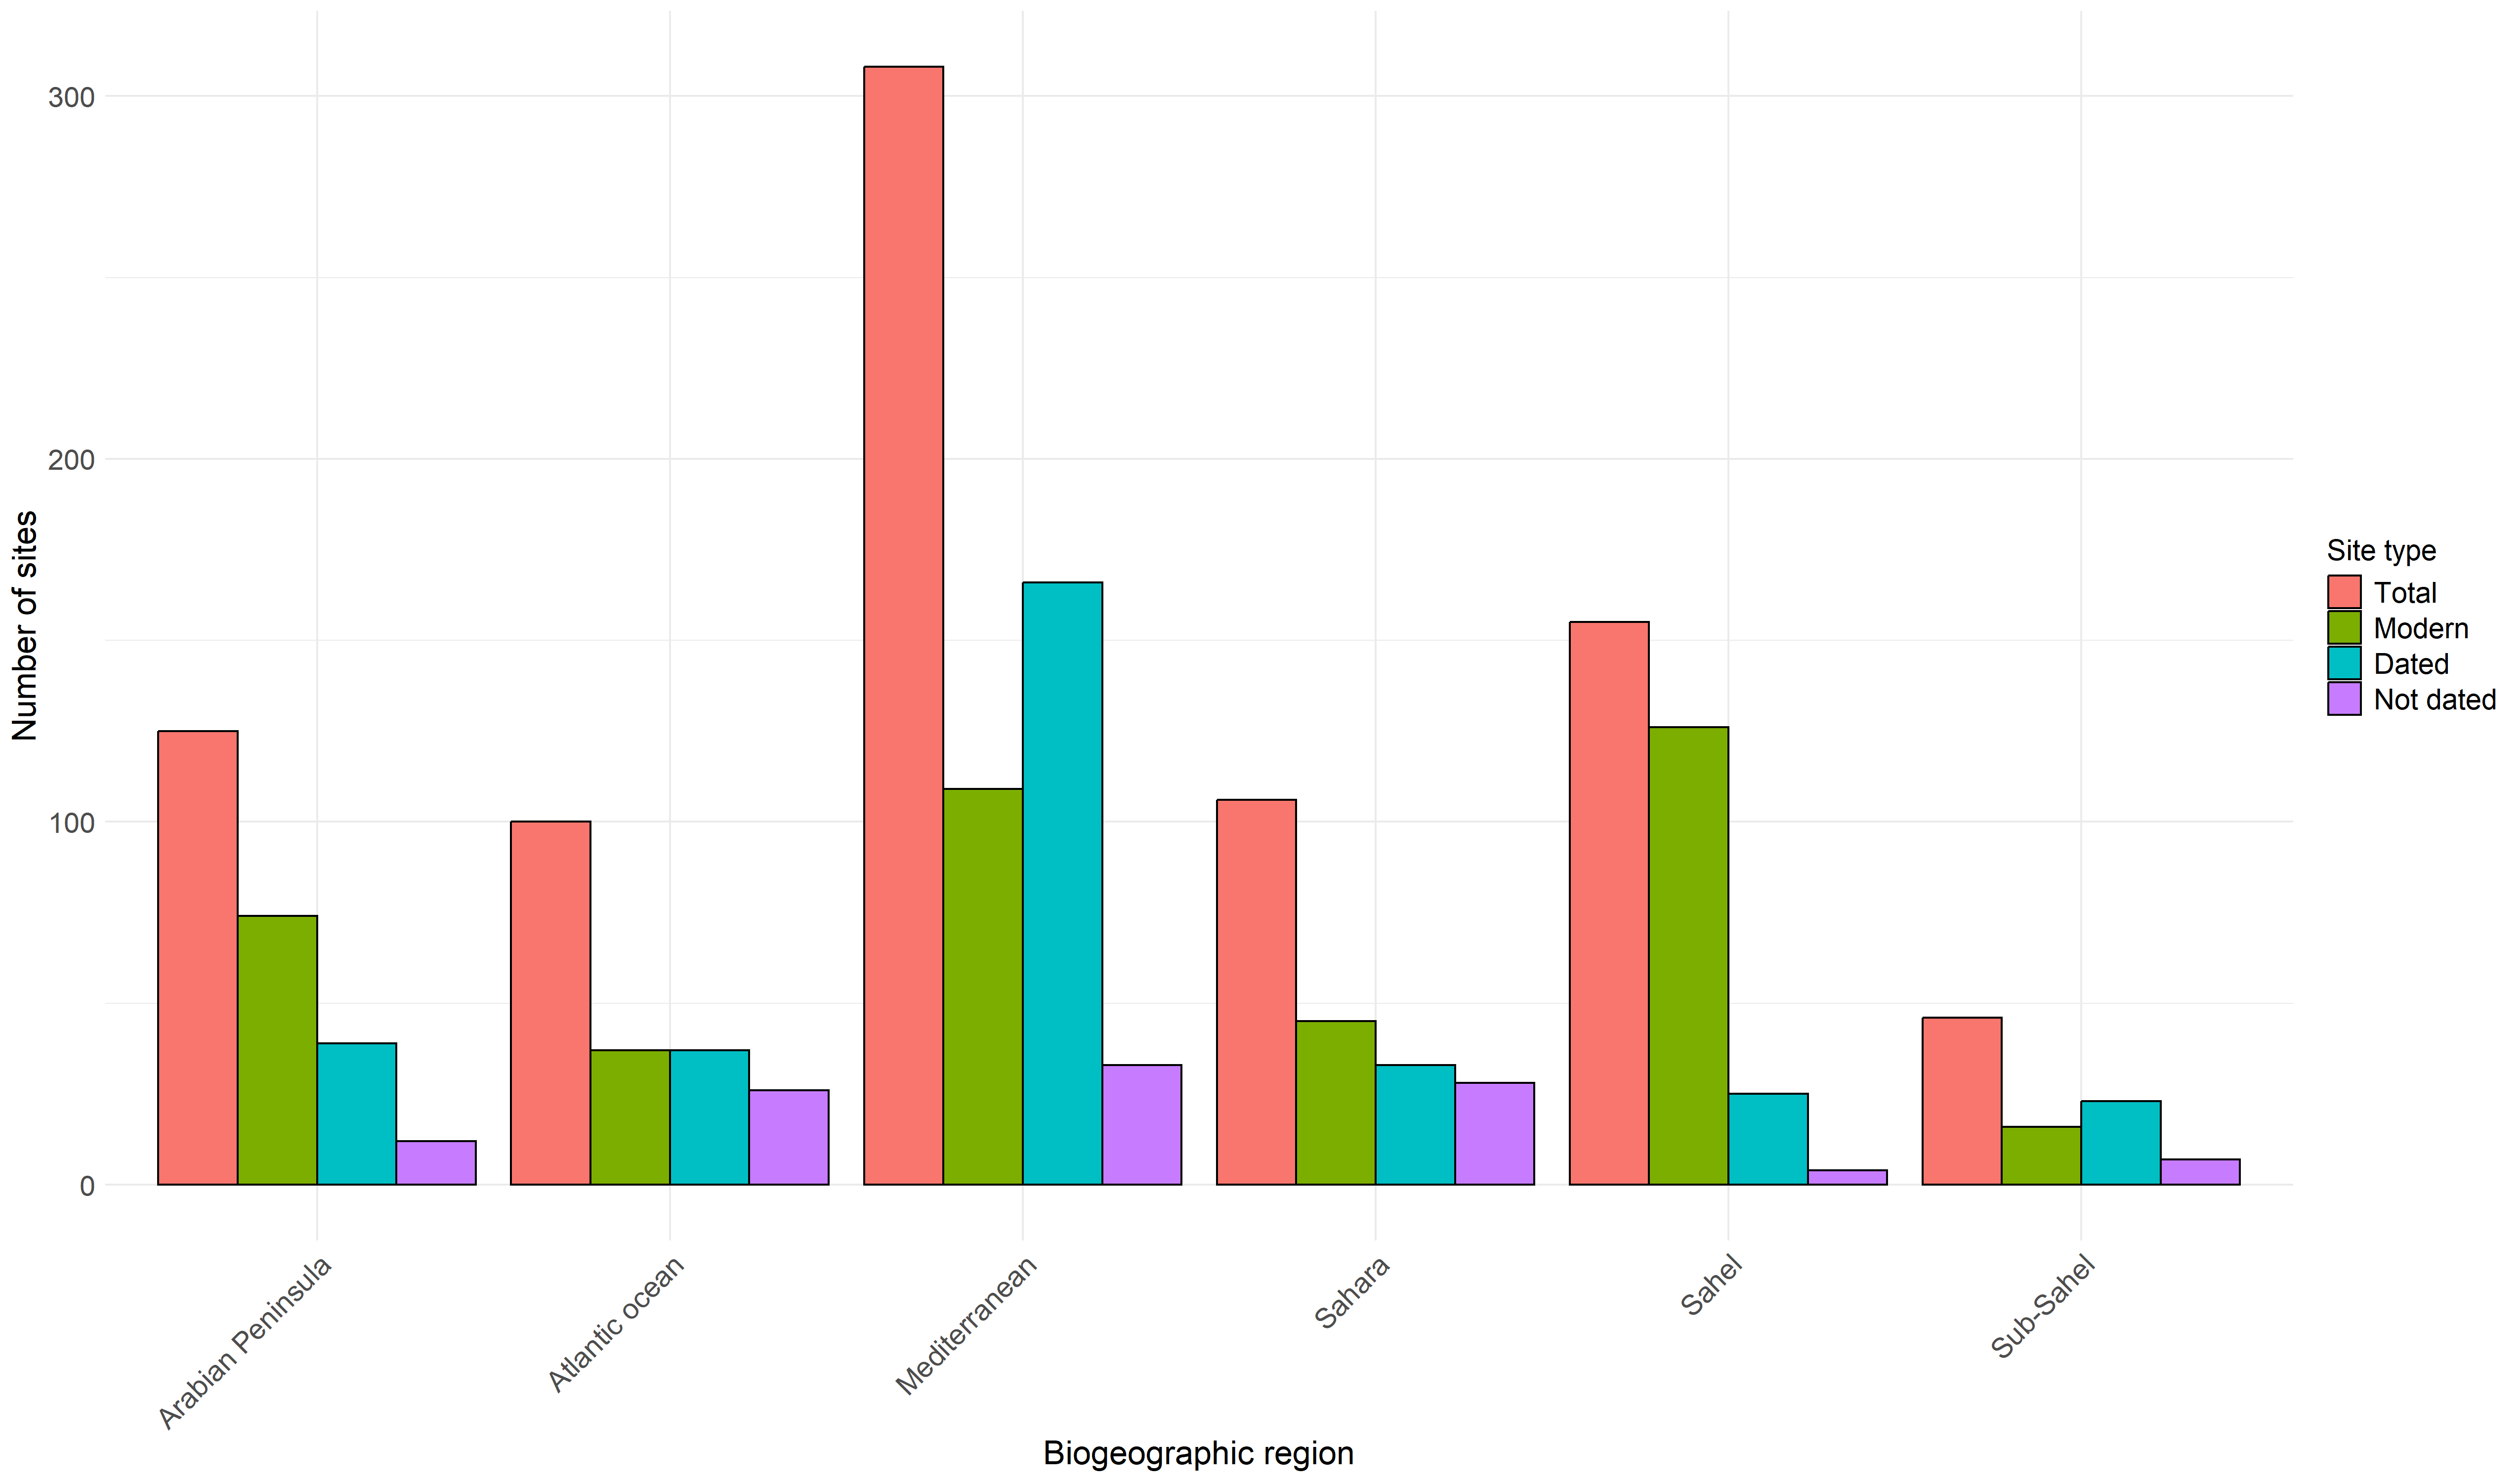 Number of sites
300
200
100
0
Arabian Peninsula
Atlantic ocean
Mediterranean
Sahara
Sahel
Sub-Sahel
Biogeographic region
Site type
Total
Modern
Dated
Not dated